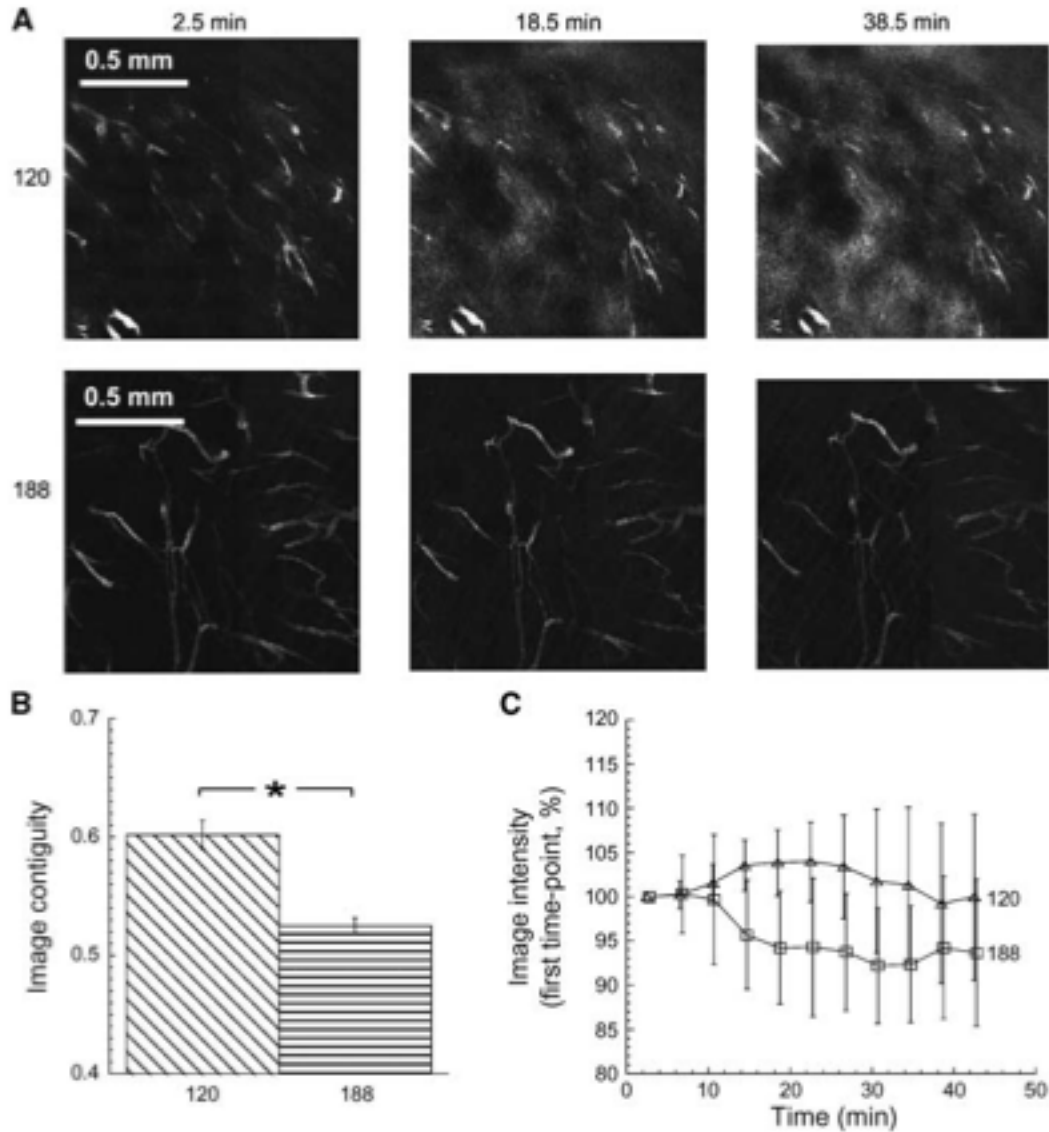 A
2.5 min
18.5 min
38.5 min
120
0.5 mm
188
0.5 mm
B
Image contiguity
0.7
0.6
0.5
0.4
*
120
188
C
Image intensity
(first time-point, %)
120
115
110
105
100
95
90
85
80
120
188
0
10
20
30
40
50
Time (min)